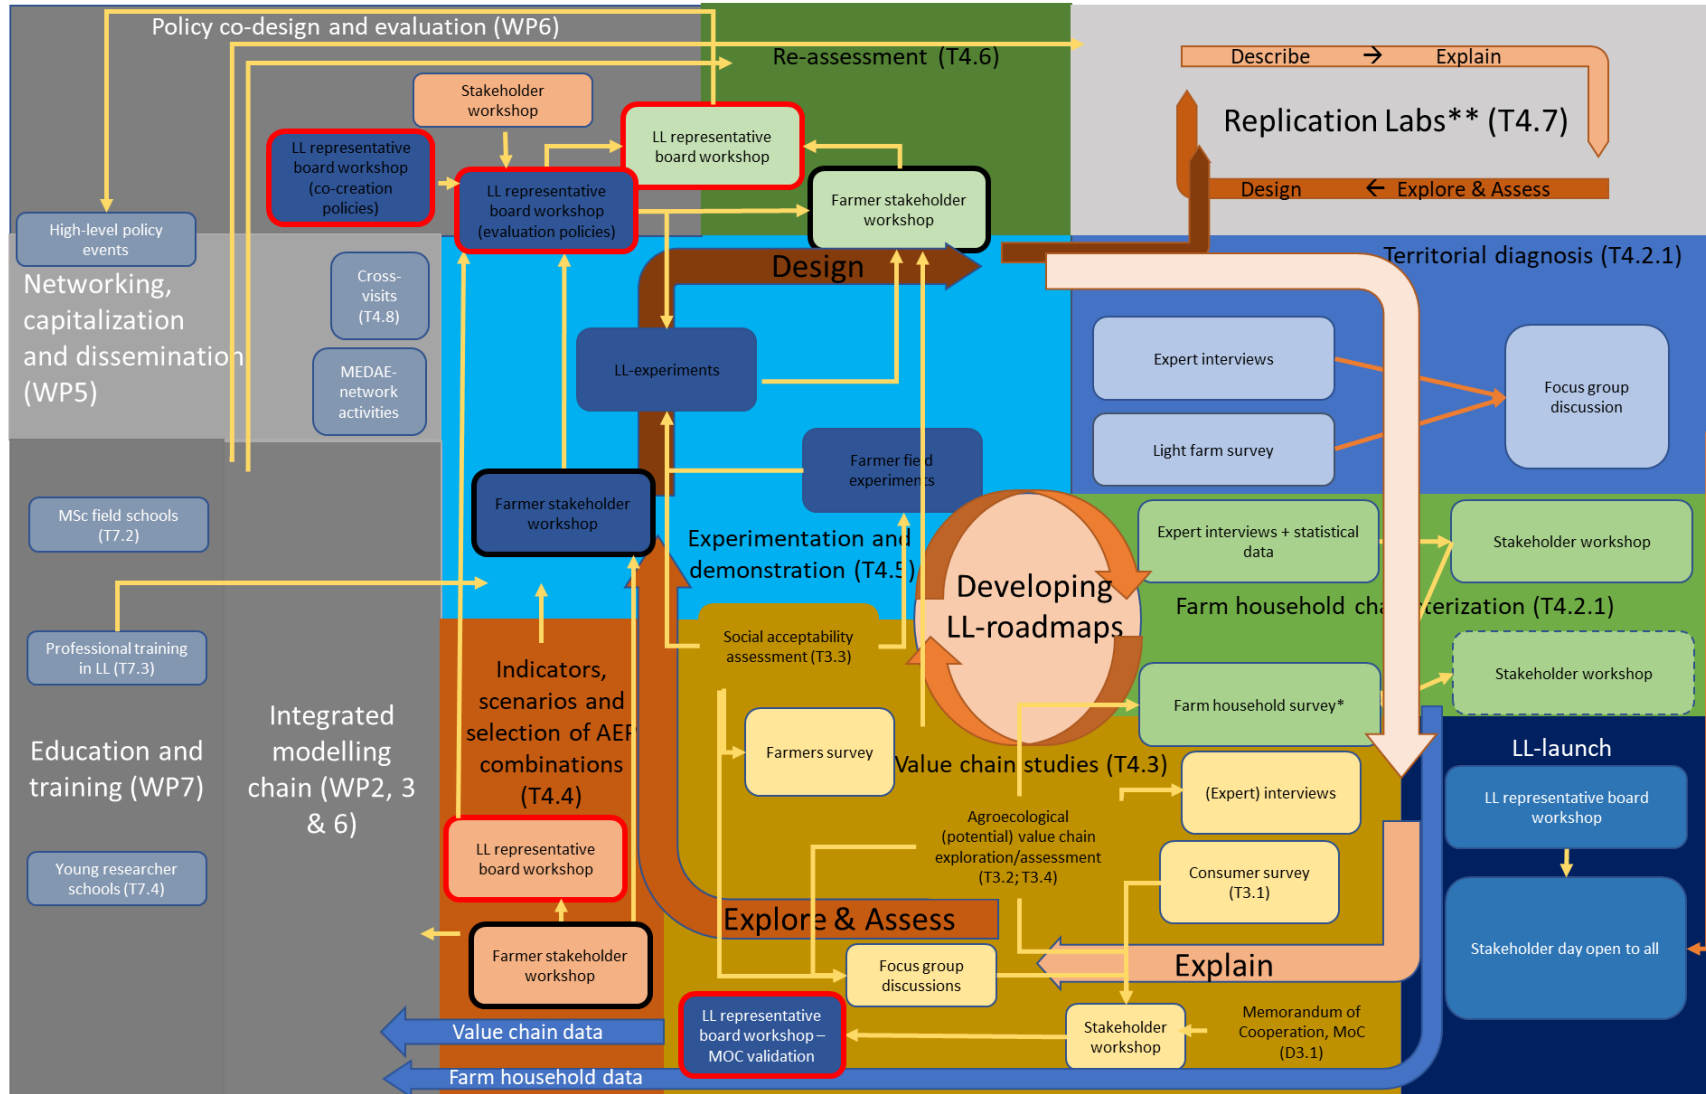 Policy co-design and evaluation (WP6)
Re-assessment (T4.6)
Describe → Explain
Replication Labs** (T4.7)
Design ← Explore & Assess
Stakeholder
workshop
LL representative
board workshop
LL representative
board workshop
(co-creation
policies)
LL representative
board workshop
(evaluation policies)
Farmer stakeholder
workshop
High-level policy
events
Networking,
capitalization
and dissemination
(WP5)
Cross-
visits
(T4.8)
MEDAE-
network
activities
Design
Territorial diagnosis (T4.2.1)
Expert interviews
Light farm survey
Focus group
discussion
LL-experiments
Farmer field
experiments
Farmer stakeholder
workshop
Experimentation and
demonstration (T4.5)
MSc field schools
(T7.2)
Professional training
in LL (T7.3)
Education and
training (WP7)
Young researcher
schools (T7.4)
Integrated
modelling
chain (WP2, 3
& 6)
Developing
LL-roadmaps
Expert interviews + statistical
data
Stakeholder workshop
Farm household characterization (T4.2.1)
Farm household survey*
Stakeholder workshop
Social acceptability
assessment (T3.3)
Indicators,
scenarios and
selection of AEP
combinations
(T4.4)
Farmers survey
Value chain studies (T4.3)
(Expert) interviews
Agroecological
(potential) value chain
exploration/assessment
(T3.2; T3.4)
Consumer survey
(T3.1)
LL-launch
LL representative board
workshop
Stakeholder day open to all
LL representative
board workshop
Farmer stakeholder
workshop
Explore & Assess
Explain
Focus group
discussions
LL representative
board workshop –
MOC validation
Stakeholder
workshop
Memorandum of
Cooperation, MoC
(D3.1)
Value chain data
Farm household data